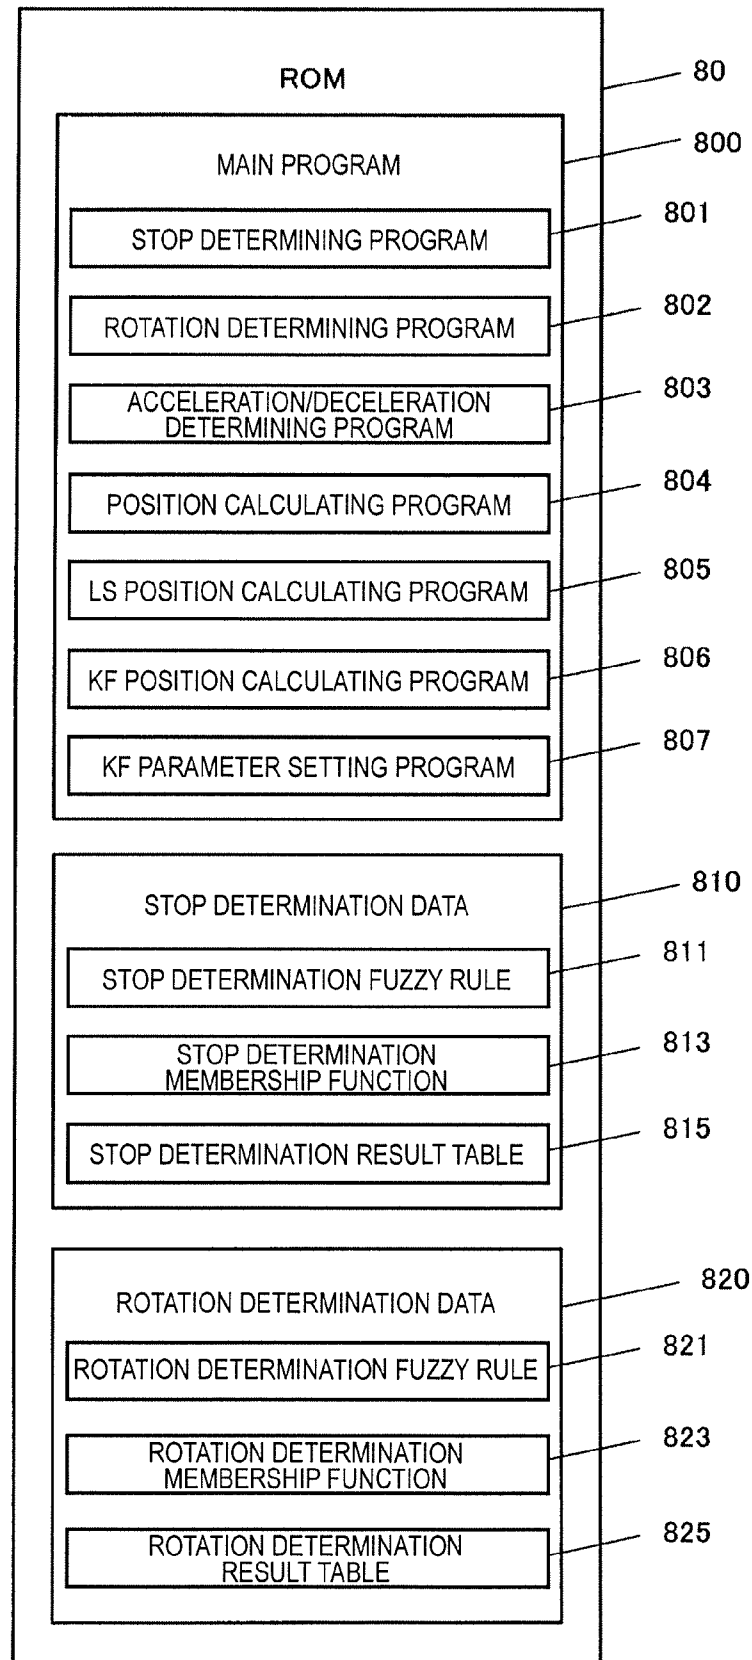 ROM
80
MAIN PROGRAM
800
STOP DETERMINING PROGRAM
801
ROTATION DETERMINING PROGRAM
802
ACCELERATION/DECELERATION
DETERMINING PROGRAM
803
POSITION CALCULATING PROGRAM
804
LS POSITION CALCULATING PROGRAM
805
KF POSITION CALCULATING PROGRAM
806
KF PARAMETER SETTING PROGRAM
807
STOP DETERMINATION DATA
810
STOP DETERMINATION FUZZY RULE
811
STOP DETERMINATION
MEMBERSHIP FUNCTION
813
STOP DETERMINATION RESULT TABLE
815
ROTATION DETERMINATION DATA
820
ROTATION DETERMINATION FUZZY RULE
821
ROTATION DETERMINATION
MEMBERSHIP FUNCTION
823
ROTATION DETERMINATION
RESULT TABLE
825